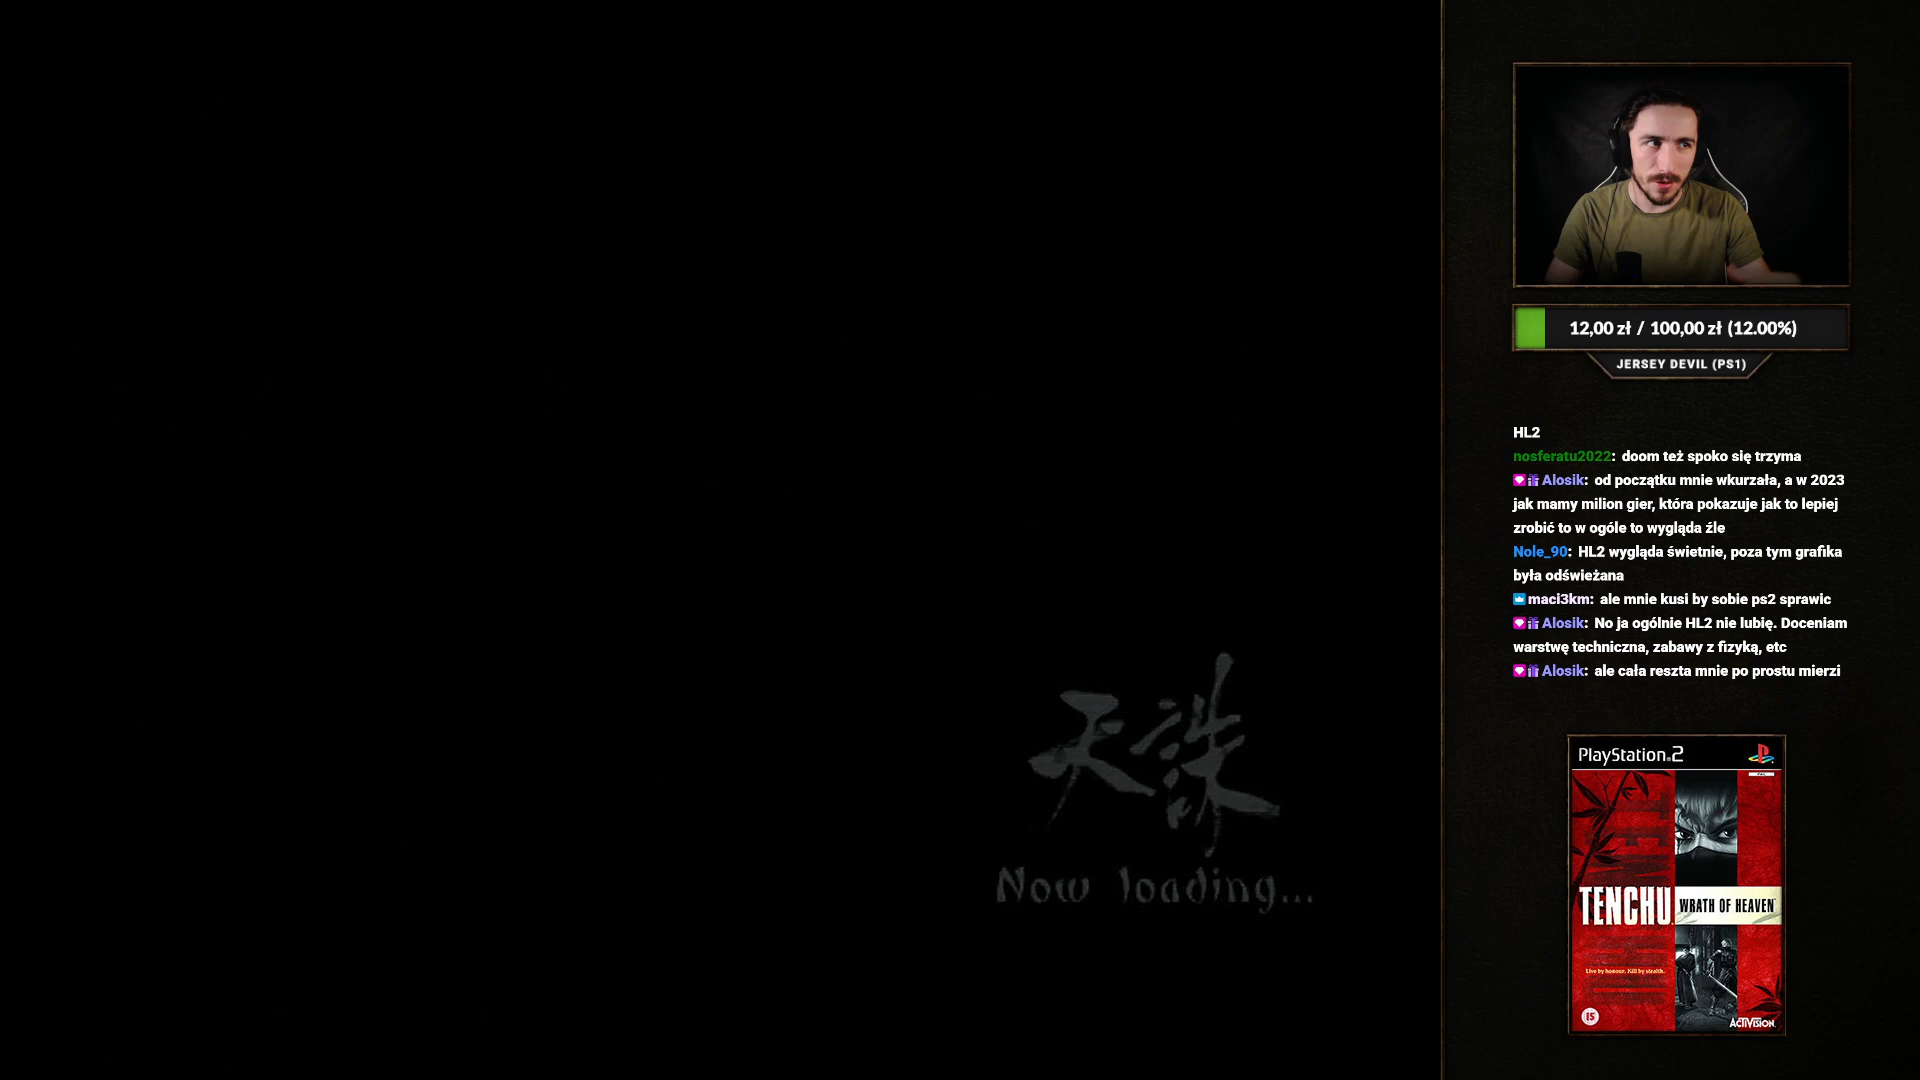 12,00 zł / 100,00 zł (12.00%)
JERSEY DEVIL (PS1)
HL2
nosferatu2022: doom też spoko się trzyma
Alosik: od początku mnie wkurzała, a w 2023
jak mamy milion gier, która pokazuje jak to lepiej
zrobić to w ogóle to wygląda źle
Nole_90: HL2 wygląda świetnie, poza tym grafika
była odświeżana
maci3km: ale mnie kusi by sobie ps2 sprawic
Alosik: No ja ogólnie HL2 nie lubię. Doceniam
warstwę techniczna, zabawy z fizyką, etc
Alosik: ale cała reszta mnie po prostu mierzi
天誅
Now loading...
PlayStation.2
TENCHU
WRATH OF HEAVEN
Live by honour. Kill by stealth.
15
ACTIVISION